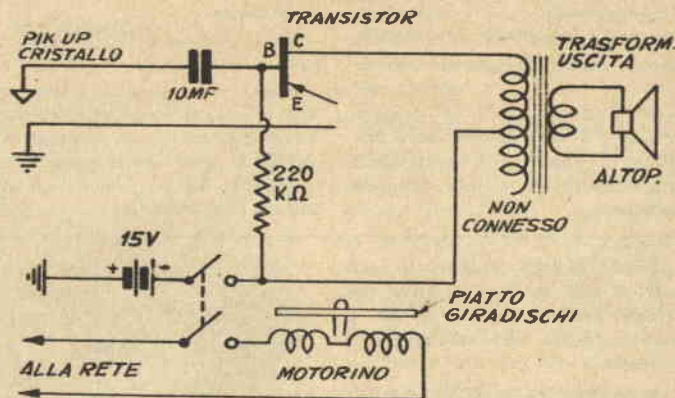 TRANSISTOR
PIK UP
CRISTALLO
B
C
E
10MF
TRASFORM.
USCITA
ALTOP.
220
KΩ
NON
CONNESSO
15V
+
-
PIATTO
GIRADISCHI
ALLA RETE
MOTORINO